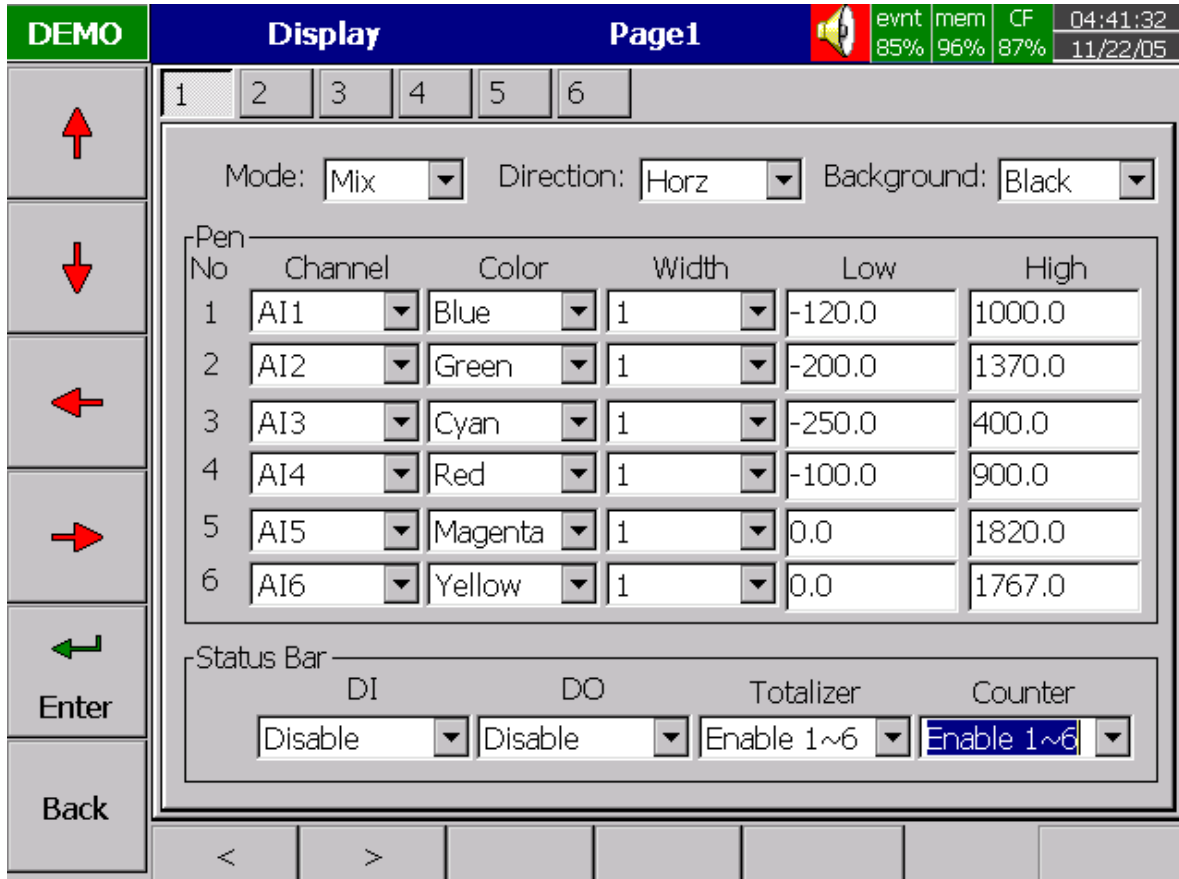 DEMO Display Page1 evnt mem CF 04:41:32
85% 96% 87% 11/22/05
1 2 3 4 5 6
Mode: Mix Direction: Horz Background: Black
Pen
No Channel Color Width Low High
1 AI1 Blue 1 -120.0 1000.0
2 AI2 Green 1 -200.0 1370.0
3 AI3 Cyan 1 -250.0 400.0
4 AI4 Red 1 -100.0 900.0
5 AI5 Magenta 1 0.0 1820.0
6 AI6 Yellow 1 0.0 1767.0
Status Bar
DI DO Totalizer Counter
Disable Disable Enable 1~6 Enable 1~6
Enter
Back
< >